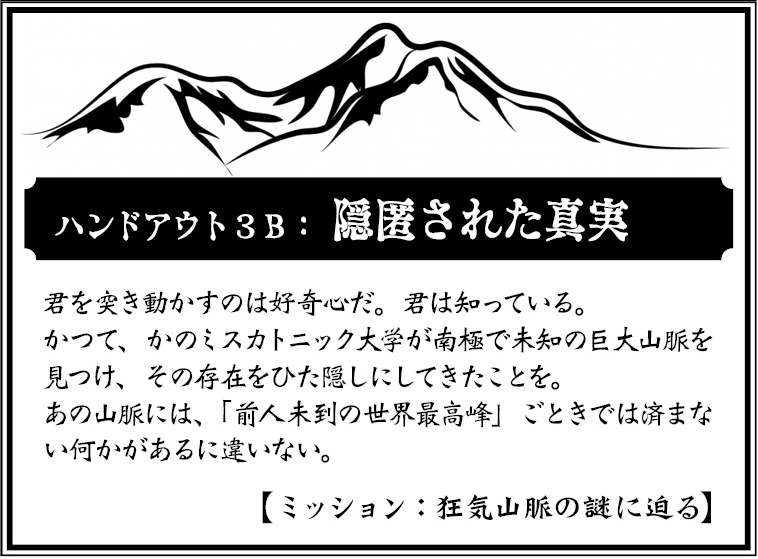 ハンドアウト３Ｂ： 隠匿された真実
君を突き動かすのは好奇心だ。君は知っている。
かつて、かのミスカトニック大学が南極で未知の巨大山脈を
見つけ、その存在をひた隠しにしてきたことを。
あの山脈には、「前人未到の世界最高峰」ごときでは済まな
い何かがあるに違いない。
【ミッション：狂気山脈の謎に迫る】